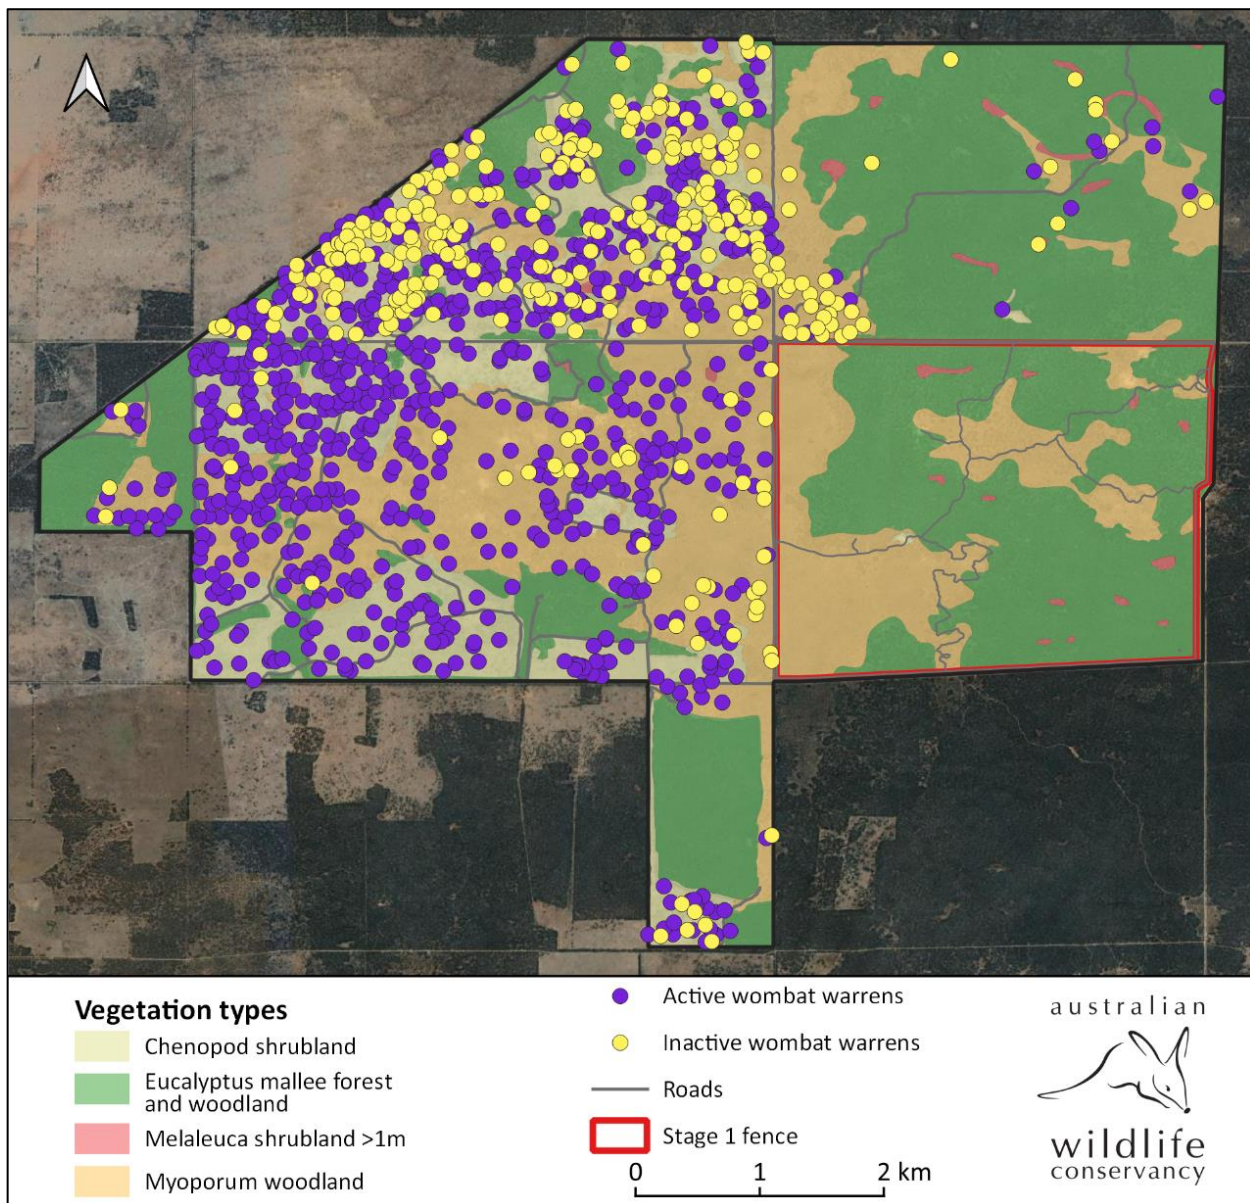 Vegetation types
Chenopod shrubland
Eucalyptus mallee forest
and woodland
Melaleuca shrubland >1m
Myoporum woodland
Active wombat warrens
Inactive wombat warrens
Roads
Stage 1 fence
0 1 2 km
australian
wildlife
conservancy